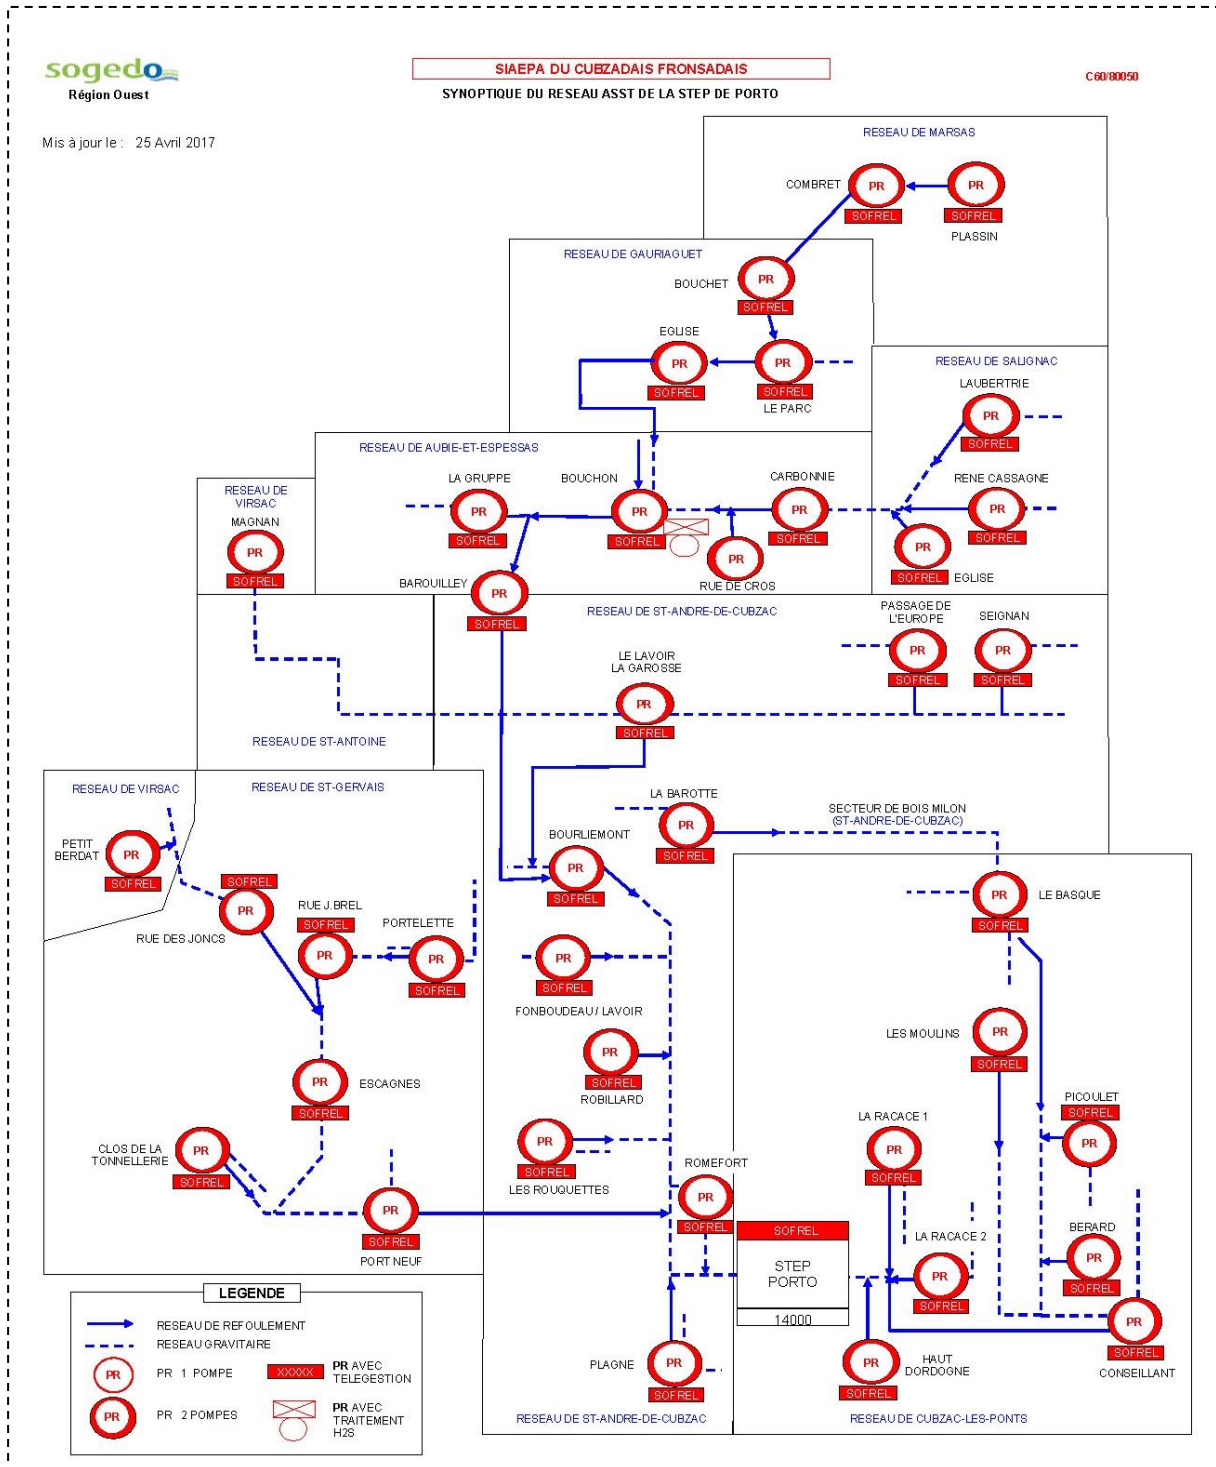 sogedo
Région Ouest
SIAEPA DU CUBZADAIS FRONSADAIS
SYNOPTIQUE DU RESEAU ASST DE LA STEP DE PORTO
C60/80050
Mis à jour le : 25 Avril 2017
RESEAU DE MARSAS
COMBRET
PR
SOFREL
PR
SOFREL
PLASSIN
RESEAU DE GAURIAGUET
BOUCHET
PR
SOFREL
EGLISE
PR
SOFREL
PR
SOFREL
LE PARC
RESEAU DE SALIGNAC
LAUBERTRIE
PR
SOFREL
RENE CASSAGNE
PR
SOFREL
PR
SOFREL
EGLISE
RESEAU DE AUBIE-ET-ESPESSAS
LA GRUPPE
PR
SOFREL
BOUCHON
PR
SOFREL
CARBONNIE
PR
SOFREL
PR
RUE DE CROS
BAROUILLEY
PR
SOFREL
RESEAU DE
VIRSAC
MAGNAN
PR
SOFREL
RESEAU DE ST-ANDRE-DE-CUBZAC
PASSAGE DE
L'EUROPE
PR
SOFREL
SEIGNAN
PR
SOFREL
LE LAVOIR
LA GAROSSE
PR
SOFREL
RESEAU DE ST-ANTOINE
RESEAU DE VIRSAC
PETIT
BERDAT
PR
SOFREL
RESEAU DE ST-GERVAIS
SOFREL
PR
RUE DES JONCS
RUE J.BREL
SOFREL
PR
PORTELETTE
PR
SOFREL
PR
SOFREL
ESCAGNES
CLOS DE LA
TONNELLERIE
PR
SOFREL
PR
SOFREL
PORT NEUF
LA BAROTTE
PR
SOFREL
SECTEUR DE BOIS MILON
(ST-ANDRE-DE-CUBZAC)
BOURLIEMONT
PR
SOFREL
PR
SOFREL
FONBOUDEAU / LAVOIR
PR
SOFREL
ROBILLARD
PR
SOFREL
LES ROUQUETTES
ROMEFORT
PR
SOFREL
PLAGNE
PR
SOFREL
RESEAU DE ST-ANDRE-DE-CUBZAC
PR
SOFREL
LE BASQUE
LES MOULINS
PR
SOFREL
PICOULET
SOFREL
PR
LA RACACE 1
PR
SOFREL
LA RACACE 2
PR
SOFREL
BERARD
PR
SOFREL
SOFREL
STEP
PORTO
14000
PR
SOFREL
HAUT
DORDOGNE
PR
SOFREL
CONSEILLANT
RESEAU DE CUBZAC-LES-PONTS
LEGENDE
RESEAU DE REFOULEMENT
RESEAU GRAVITAIRE
PR
PR 1 POMPE
PR
PR 2 POMPES
XXXXX
PR AVEC
TELEGESTION
PR AVEC
TRAITEMENT
H2S